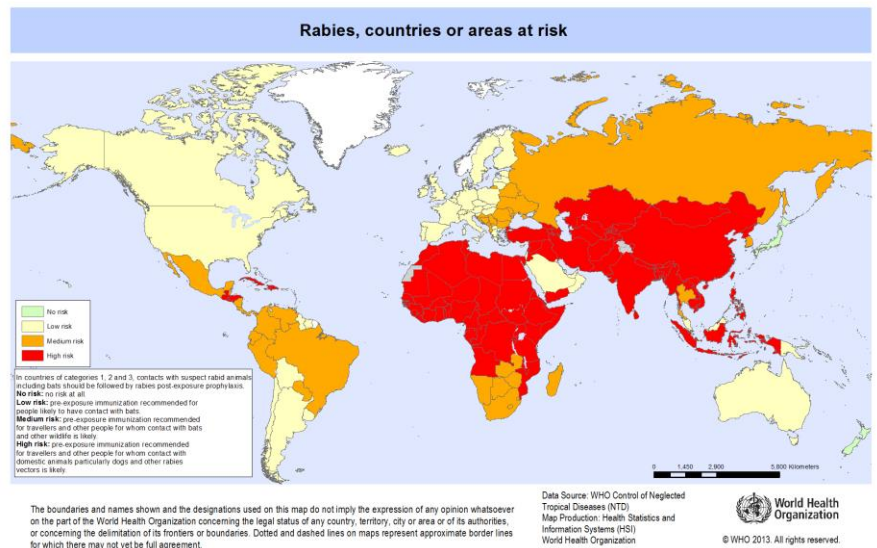 Rabies, countries or areas at risk
No risk
Low risk
Medium risk
High risk
In countries of categories 1, 2 and 3, contacts with suspect rabid animals
including bats should be followed by rabies post-exposure prophylaxis.
No risk: no risk at all.
Low risk: pre-exposure immunization recommended for
people likely to have contact with bats.
Medium risk: pre-exposure immunization recommended
for travellers and other people for whom contact with bats
and other wildlife is likely.
High risk: pre-exposure immunization recommended
for travellers and other people for whom contact with
domestic animals particularly dogs and other rabies
vectors is likely.
0 1,450 2,900 5,800 Kilometers
The boundaries and names shown and the designations used on this map do not imply the expression of any opinion whatsoever
on the part of the World Health Organization concerning the legal status of any country, territory, city or area or of its authorities,
or concerning the delimitation of its frontiers or boundaries. Dotted and dashed lines on maps represent approximate border lines
for which there may not yet be full agreement.
Data Source: WHO Control of Neglected
Tropical Diseases (NTD)
Map Production: Health Statistics and
Information Systems (HSI)
World Health Organization
World Health
Organization
© WHO 2013. All rights reserved.